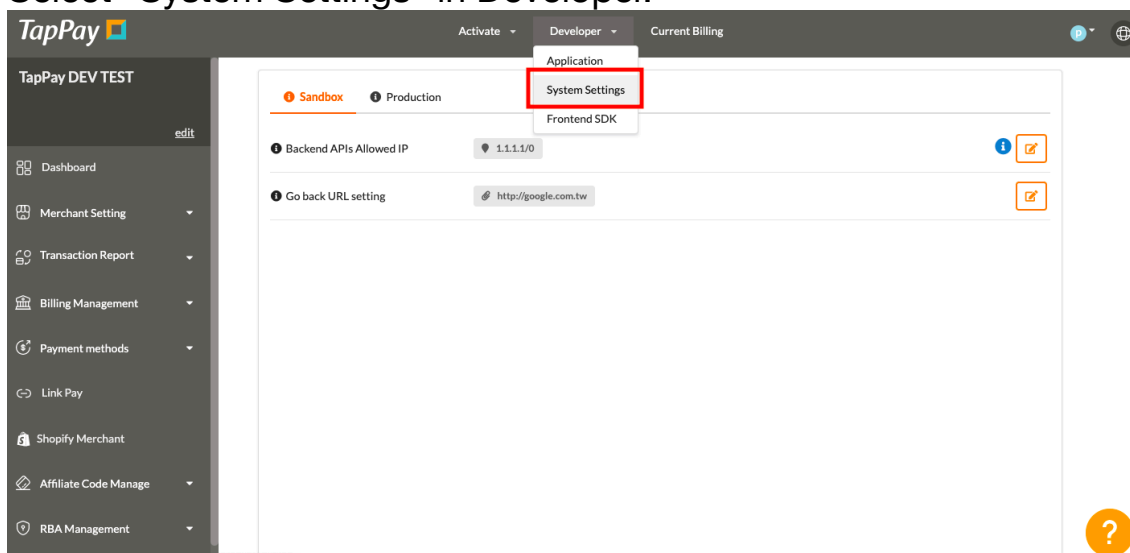 Select "System Settings" in Developer.
TapPay
Activate
Developer
Current Billing
P
Application
System Settings
Frontend SDK
TapPay DEV TEST
edit
Dashboard
Merchant Setting
Transaction Report
Billing Management
Payment methods
Link Pay
Shopify Merchant
Affiliate Code Manage
RBA Management
Sandbox
Production
Backend APIs Allowed IP
1.1.1.1/0
Go back URL setting
http://google.com.tw
?